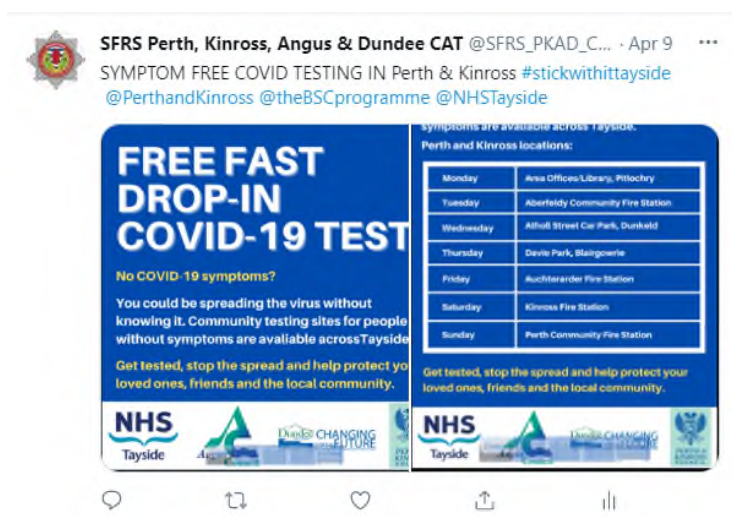 SFRS Perth, Kinross, Angus & Dundee CAT @SFRS_PKAD_C... · Apr 9 ···
SYMPTOM FREE COVID TESTING IN Perth & Kinross #stickwithittayside
@PerthandKinross @theBSCprogramme @NHSTayside
FREE FAST
DROP-IN
COVID-19 TEST
No COVID-19 symptoms?
You could be spreading the virus without
knowing it. Community testing sites for people
without symptoms are avaliable acrossTayside
Get tested, stop the spread and help protect yo
loved ones, friends and the local community.
NHS
Tayside
Dundee CHANGING
FUTURE
symptoms are available across Tayside.
Perth and Kinross locations:
Monday Area Offices/Library, Pitlochry
Tuesday Aberfeldy Community Fire Station
Wednesday Atholl Street Car Park, Dunkeld
Thursday Davie Park, Blairgowrie
Friday Auchterarder Fire Station
Saturday Kinross Fire Station
Sunday Perth Community Fire Station
Get tested, stop the spread and help protect your
loved ones, friends and the local community.
NHS
Tayside